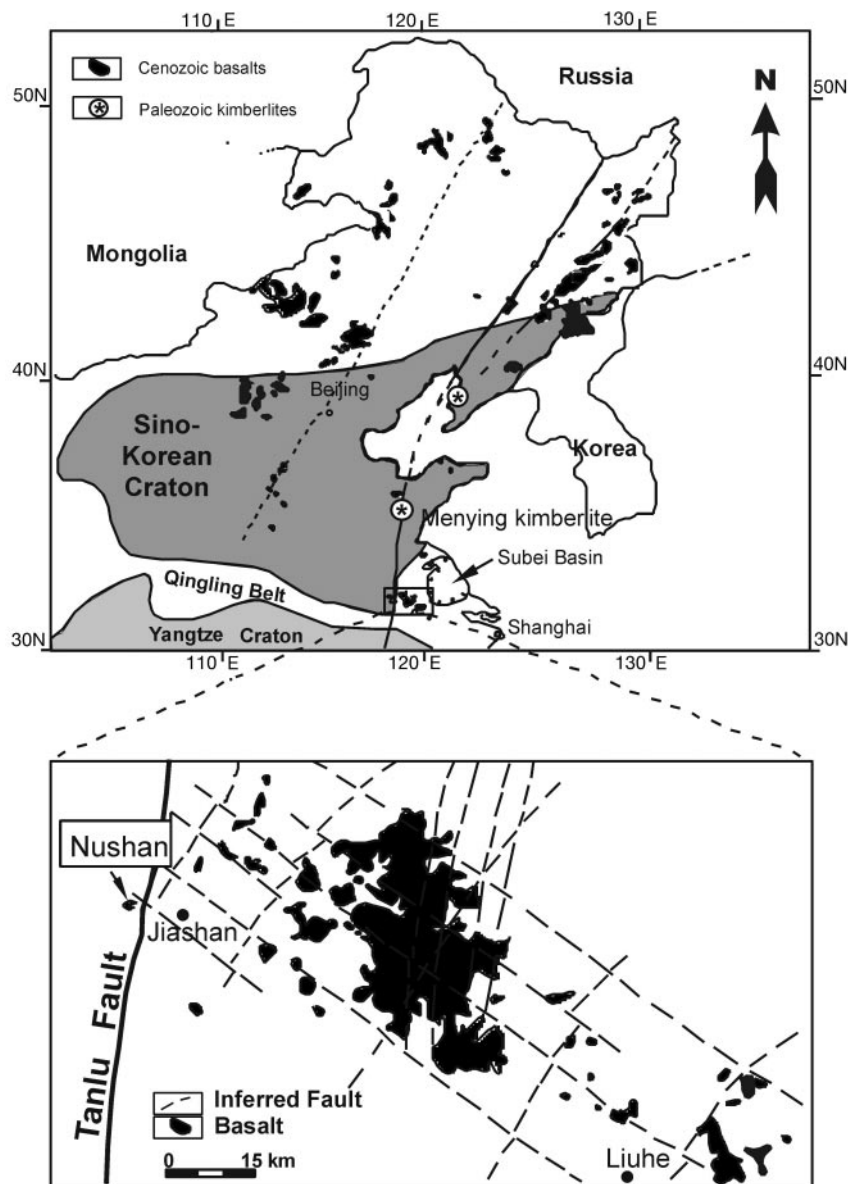 110 E
120 E
130 E
Cenozoic basalts
Paleozoic kimberlites
Russia
N
50N
50N
Mongolia
40N
40N
Beijing
Sino-
Korean
Craton
Korea
Menying kimberlite
Subei Basin
Qingling Belt
Shanghai
Yangtze Craton
30N
30N
110 E
120 E
130 E
Nushan
Jiashan
Tanlu Fault
Inferred Fault
Basalt
0 15 km
Liuhe